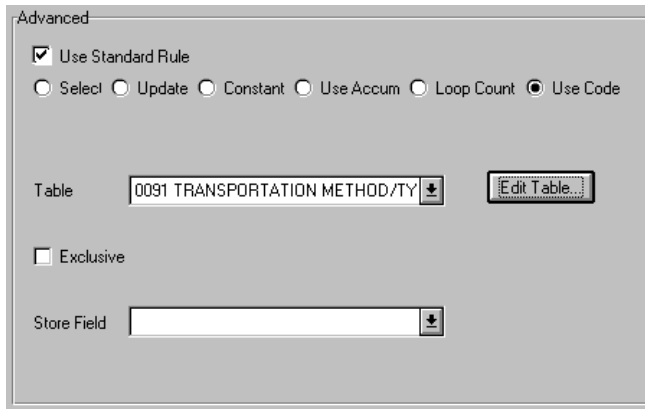 Advanced
Use Standard Rule
Select Update Constant Use Accum Loop Count Use Code
Table 0091 TRANSPORTATION METHOD/TY Edit Table...
Exclusive
Store Field